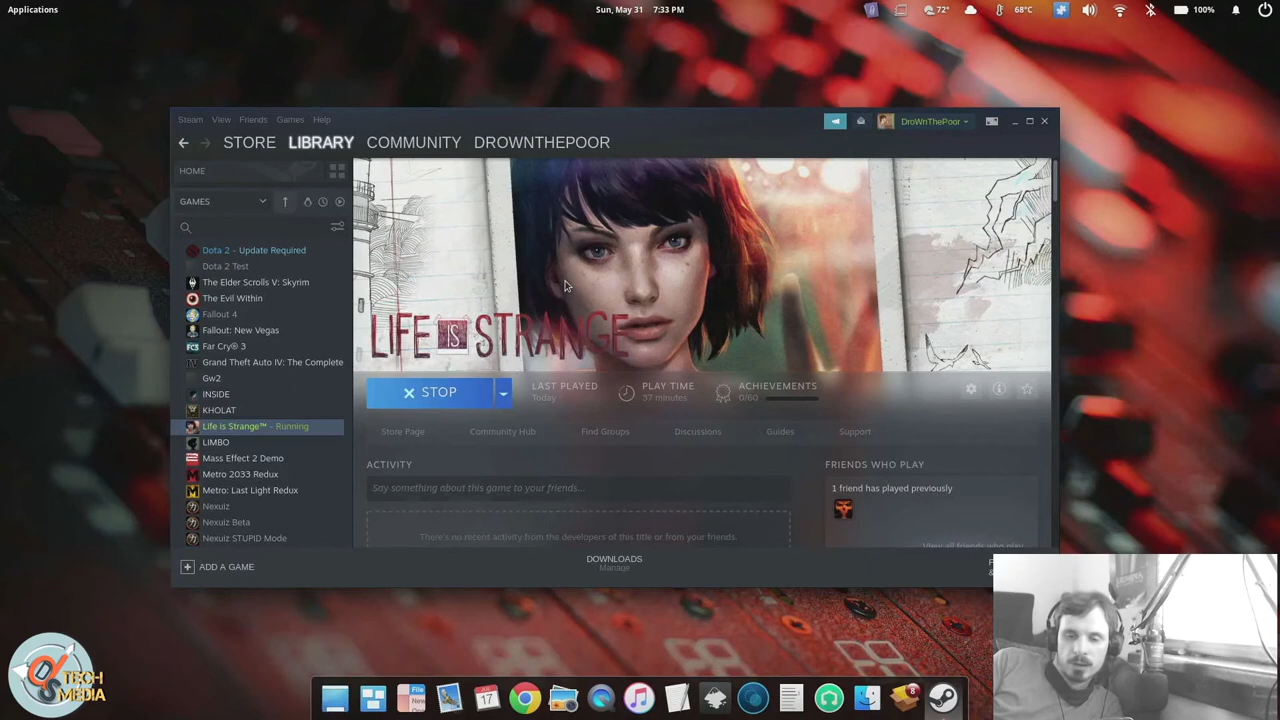 Applications
Sun, May 31 7:33 PM
72°
68°C
100%
Steam View Friends Games Help
DroWnThePoor
STORE LIBRARY COMMUNITY DROWNTHEPOOR
HOME
GAMES
Dota 2 - Update Required
Dota 2 Test
The Elder Scrolls V: Skyrim
The Evil Within
Fallout 4
Fallout: New Vegas
Far Cry® 3
Grand Theft Auto IV: The Complete
Gw2
INSIDE
KHOLAT
Life is Strange™ - Running
LIMBO
Mass Effect 2 Demo
Metro 2033 Redux
Metro: Last Light Redux
Nexuiz
Nexuiz Beta
Nexuiz STUPID Mode
ADD A GAME
LIFE IS STRANGE
STOP
LAST PLAYED
Today
PLAY TIME
37 minutes
ACHIEVEMENTS
0/60
Store Page Community Hub Find Groups Discussions Guides Support
ACTIVITY
Say something about this game to your friends...
There's no recent activity from the developers of this title or from your friends.
FRIENDS WHO PLAY
1 friend has played previously
View all friends who play
DOWNLOADS
Manage
TECH
MEDIA
17
8